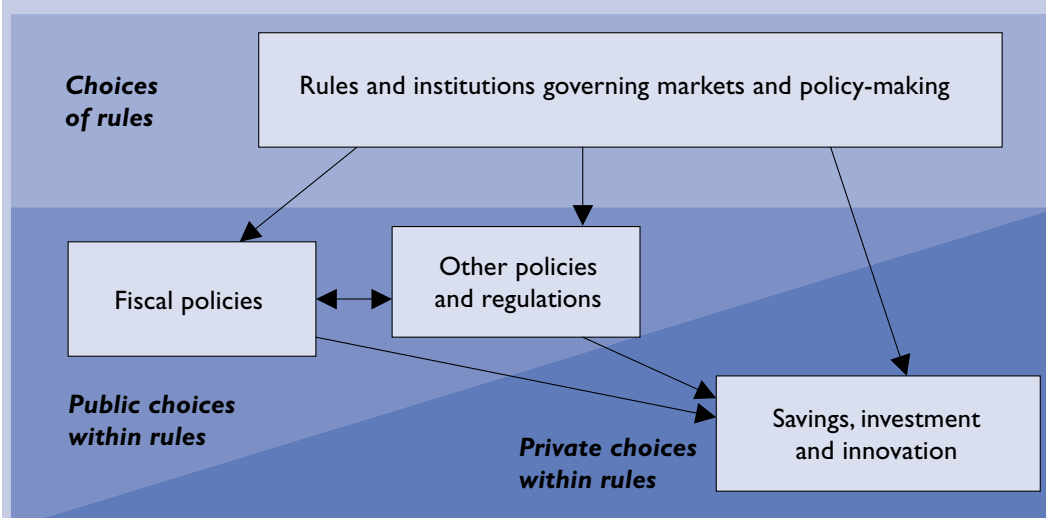 Choices
of rules
Rules and institutions governing markets and policy-making
Fiscal policies
Other policies
and regulations
Public choices
within rules
Private choices
within rules
Savings, investment
and innovation